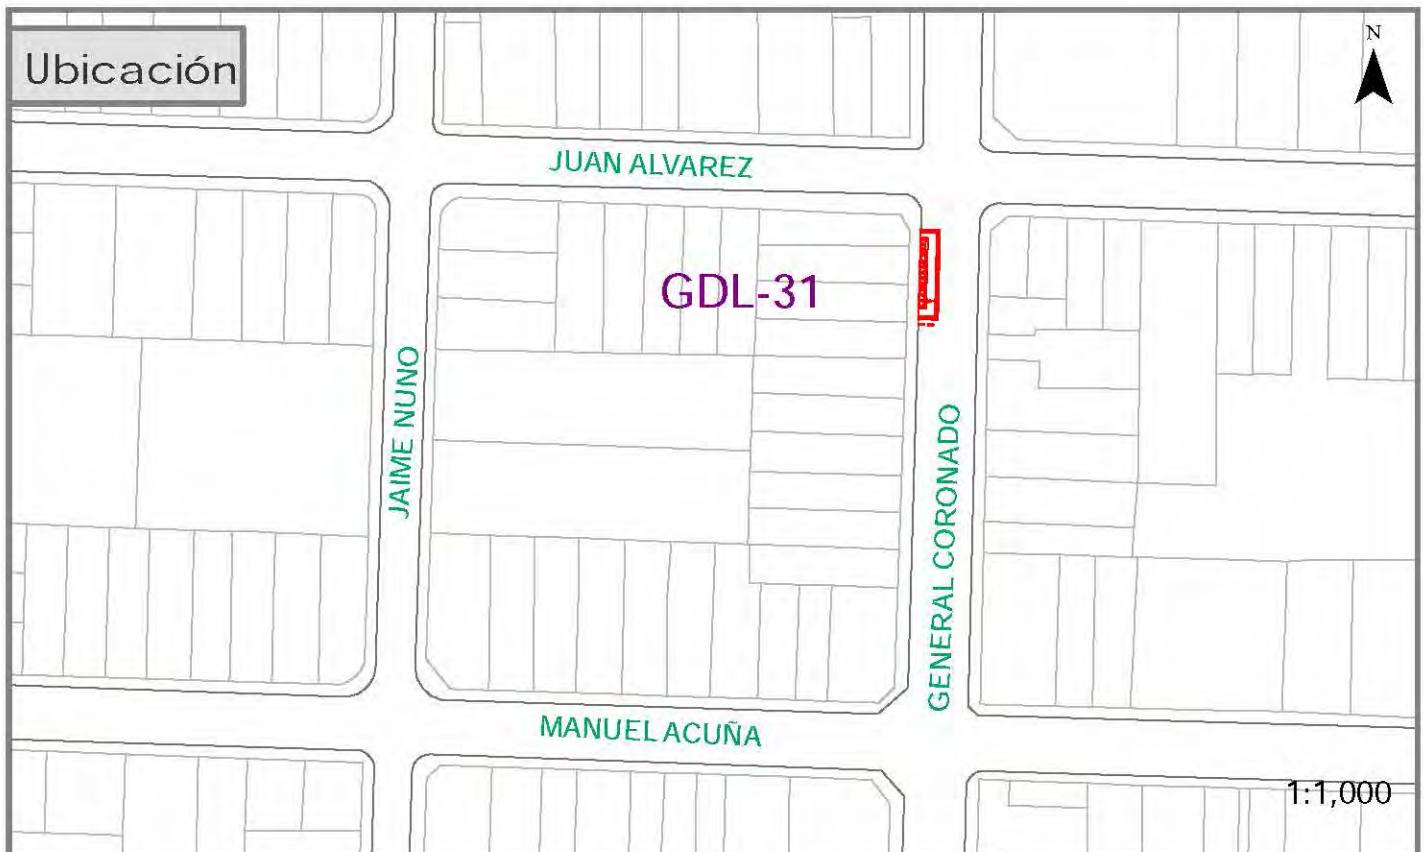 Ubicación
N
JUAN ALVAREZ
GDL-31
JAIME NUNO
GENERAL CORONADO
MANUEL ACUÑA
1:1,000